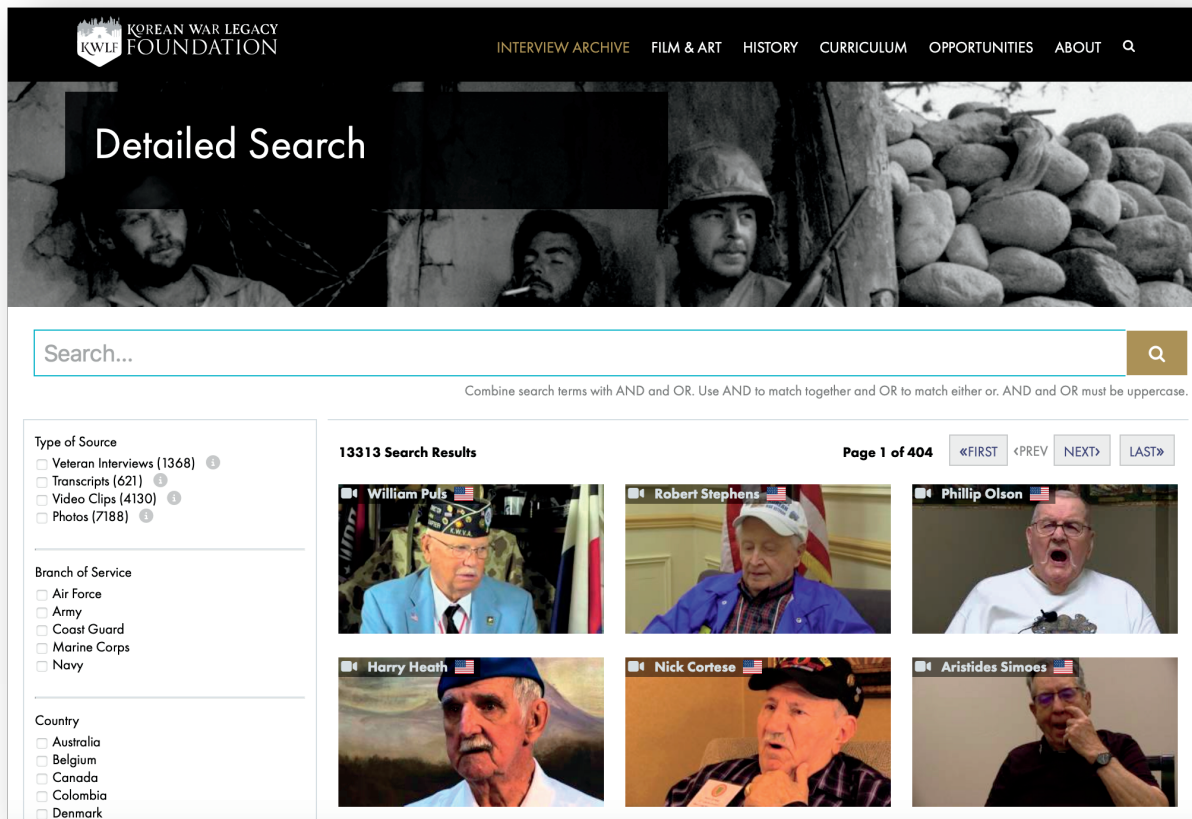 KWLF
KOREAN WAR LEGACY
FOUNDATION
INTERVIEW ARCHIVE FILM & ART HISTORY CURRICULUM OPPORTUNITIES ABOUT
Detailed Search
Search...
Combine search terms with AND and OR. Use AND to match together and OR to match either or. AND and OR must be uppercase.
Type of Source
Veteran Interviews (1368)
Transcripts (621)
Video Clips (4130)
Photos (7188)
Branch of Service
Air Force
Army
Coast Guard
Marine Corps
Navy
Country
Australia
Belgium
Canada
Colombia
Denmark
13313 Search Results
Page 1 of 404 «FIRST ‹PREV NEXT› LAST»
William Puls
Robert Stephens
Phillip Olson
Harry Heath
Nick Cortese
Aristides Simoes